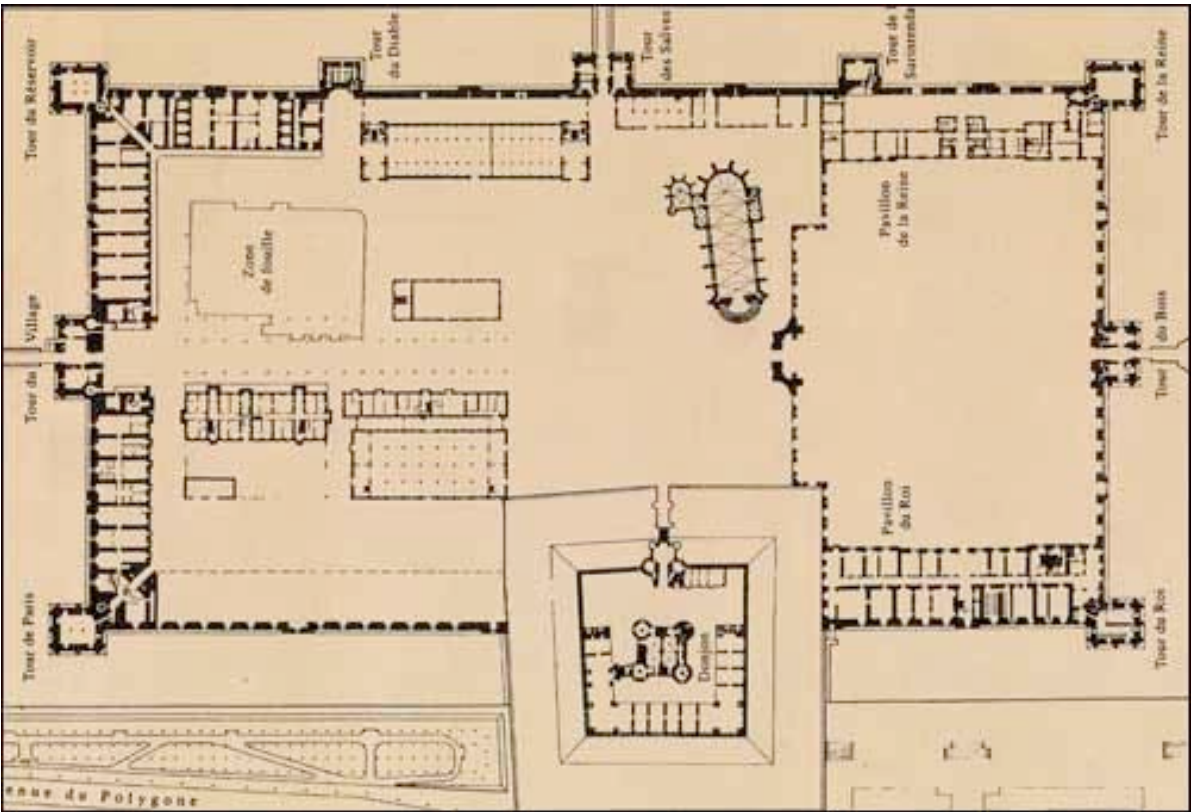 Tour du Réservoir
Tour
du Diable
Tour
des Salves
Tour de
Tour de la Reine
Pavillon
de la Reine
Zone
de fouille
Tour du Village
Tour du Bois
Pavillon
du Roi
Tour de Paris
Donjon
Tour du Roi
enue du Polygone